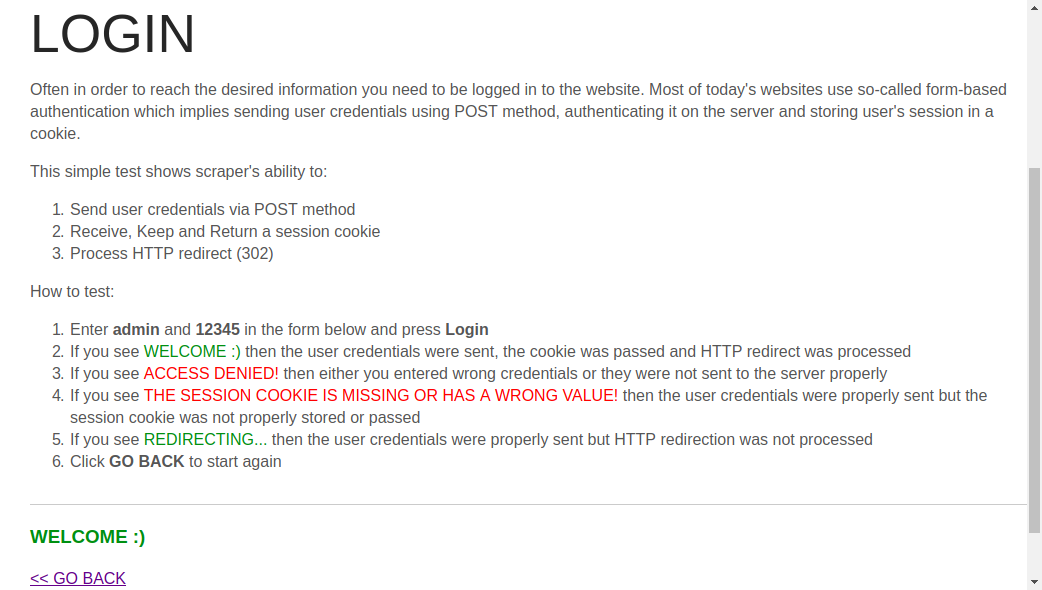 LOGIN
Often in order to reach the desired information you need to be logged in to the website. Most of today's websites use so-called form-based
authentication which implies sending user credentials using POST method, authenticating it on the server and storing user's session in a
cookie.
This simple test shows scraper's ability to:
1. Send user credentials via POST method
2. Receive, Keep and Return a session cookie
3. Process HTTP redirect (302)
How to test:
1. Enter admin and 12345 in the form below and press Login
2. If you see WELCOME :) then the user credentials were sent, the cookie was passed and HTTP redirect was processed
3. If you see ACCESS DENIED! then either you entered wrong credentials or they were not sent to the server properly
4. If you see THE SESSION COOKIE IS MISSING OR HAS A WRONG VALUE! then the user credentials were properly sent but the
session cookie was not properly stored or passed
5. If you see REDIRECTING... then the user credentials were properly sent but HTTP redirection was not processed
6. Click GO BACK to start again
WELCOME :)
<< GO BACK